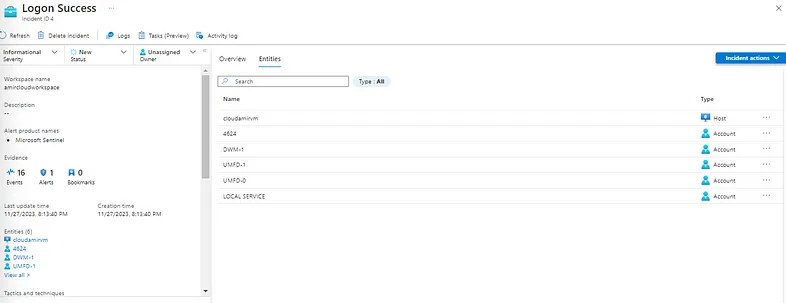 Logon Success ...
Incident ID 4
Refresh Delete incident Logs Tasks (Preview) Activity log
Informational
Severity
New
Status
Unassigned
Owner
Workspace name
amircloudworkspace
Description
--
Alert product names
• Microsoft Sentinel
Evidence
16
Events
1
Alerts
0
Bookmarks
Last update time
11/27/2023, 8:13:40 PM
Creation time
11/27/2023, 8:13:40 PM
Entities (6)
cloudamirvm
4624
DWM-1
UMFD-1
View all >
Tactics and techniques
Overview Entities
Incident actions
Search
Type : All
Name Type
cloudamirvm Host ...
4624 Account ...
DWM-1 Account ...
UMFD-1 Account ...
UMFD-0 Account ...
LOCAL SERVICE Account ...